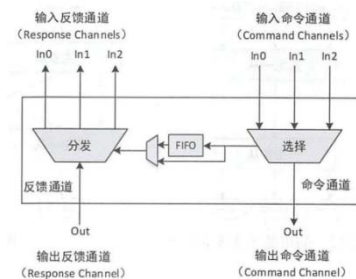 输入反馈通道
(Response Channels)
In0 In1 In2
输入命令通道
(Command Channels)
In0 In1 In2
分发
FIFO
选择
反馈通道
命令通道
Out
输出反馈通道
(Response Channel)
Out
输出命令通道
(Command Channel)